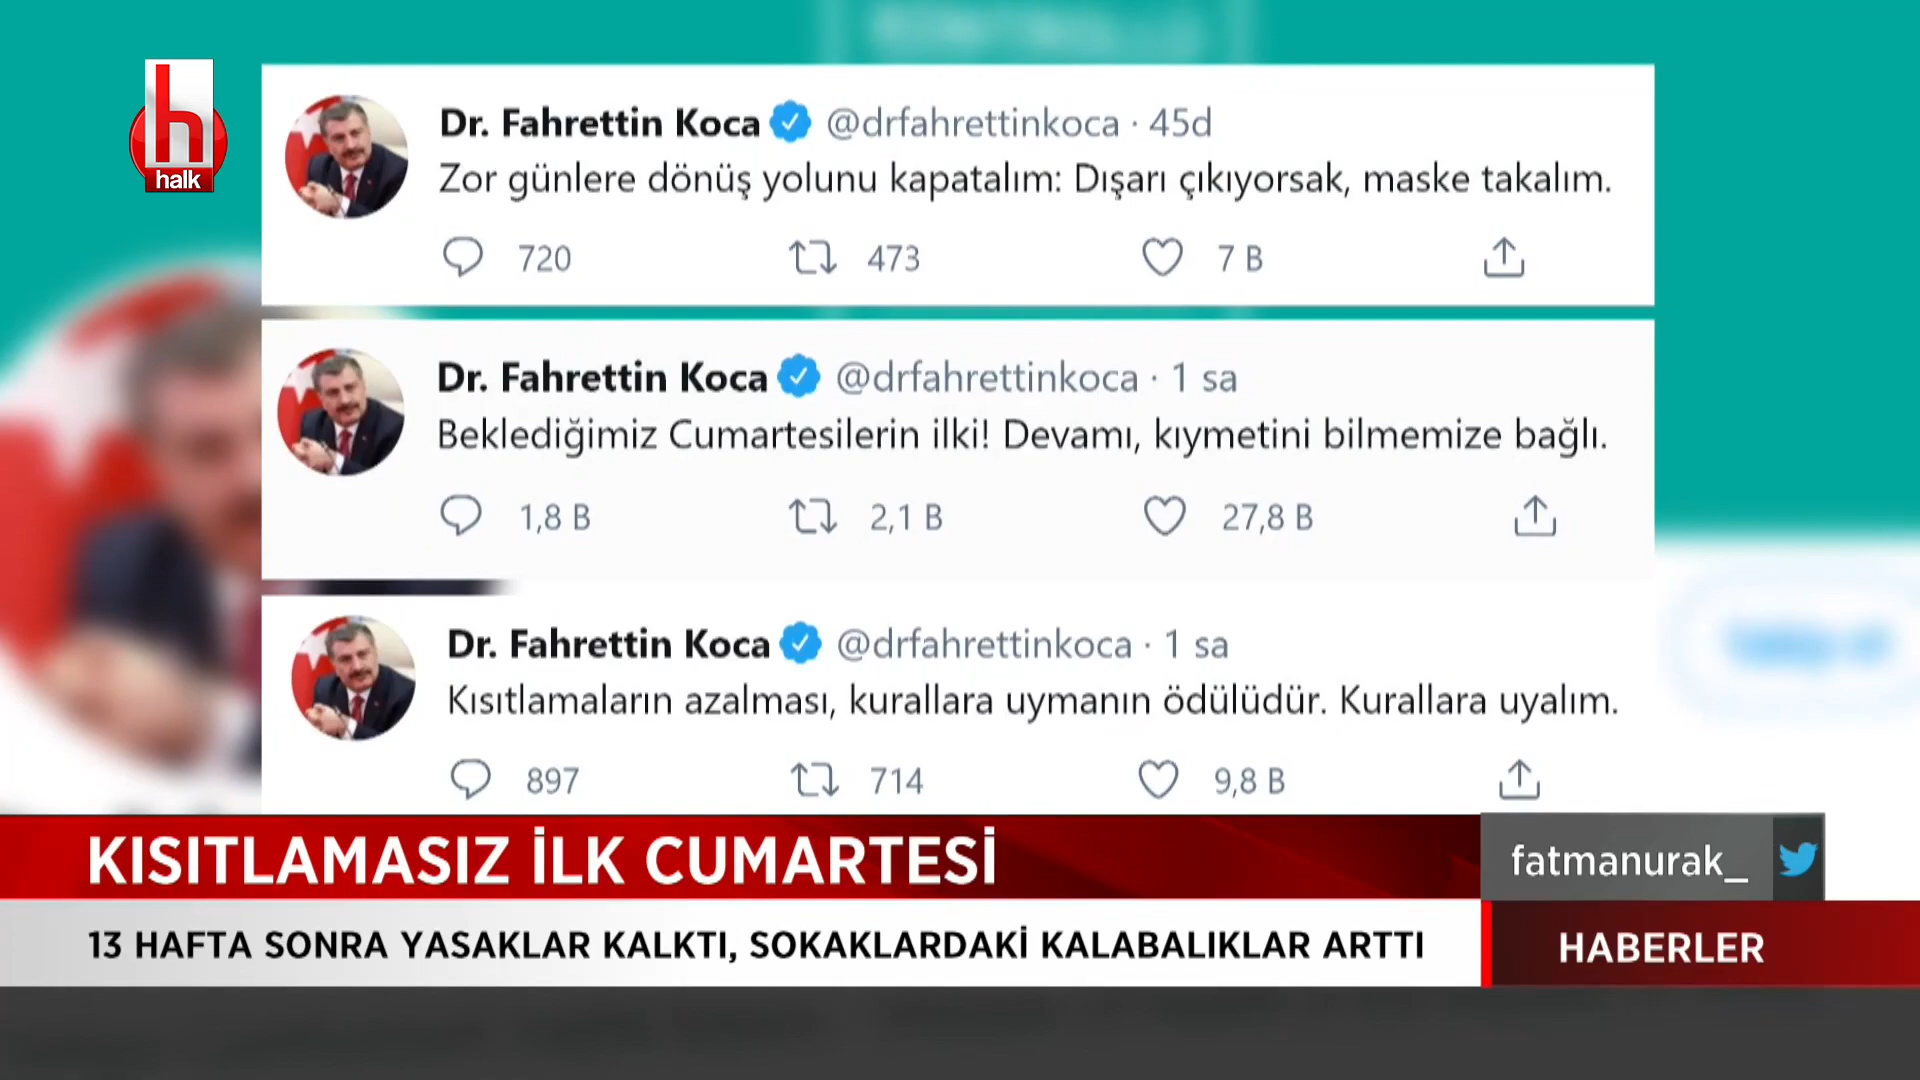 h
halk
Dr. Fahrettin Koca @drfahrettinkoca · 45d
Zor günlere dönüş yolunu kapatalım: Dışarı çıkıyorsak, maske takalım.
720 473 7 B
Dr. Fahrettin Koca @drfahrettinkoca · 1 sa
Beklediğimiz Cumartesilerin ilki! Devamı, kıymetini bilmemize bağlı.
1,8 B 2,1 B 27,8 B
Dr. Fahrettin Koca @drfahrettinkoca · 1 sa
Kısıtlamaların azalması, kurallara uymanın ödülüdür. Kurallara uyalım.
897 714 9,8 B
KISITLAMASIZ İLK CUMARTESİ
fatmanurak_
13 HAFTA SONRA YASAKLAR KALKTI, SOKAKLARDAKİ KALABALIKLAR ARTTI
HABERLER